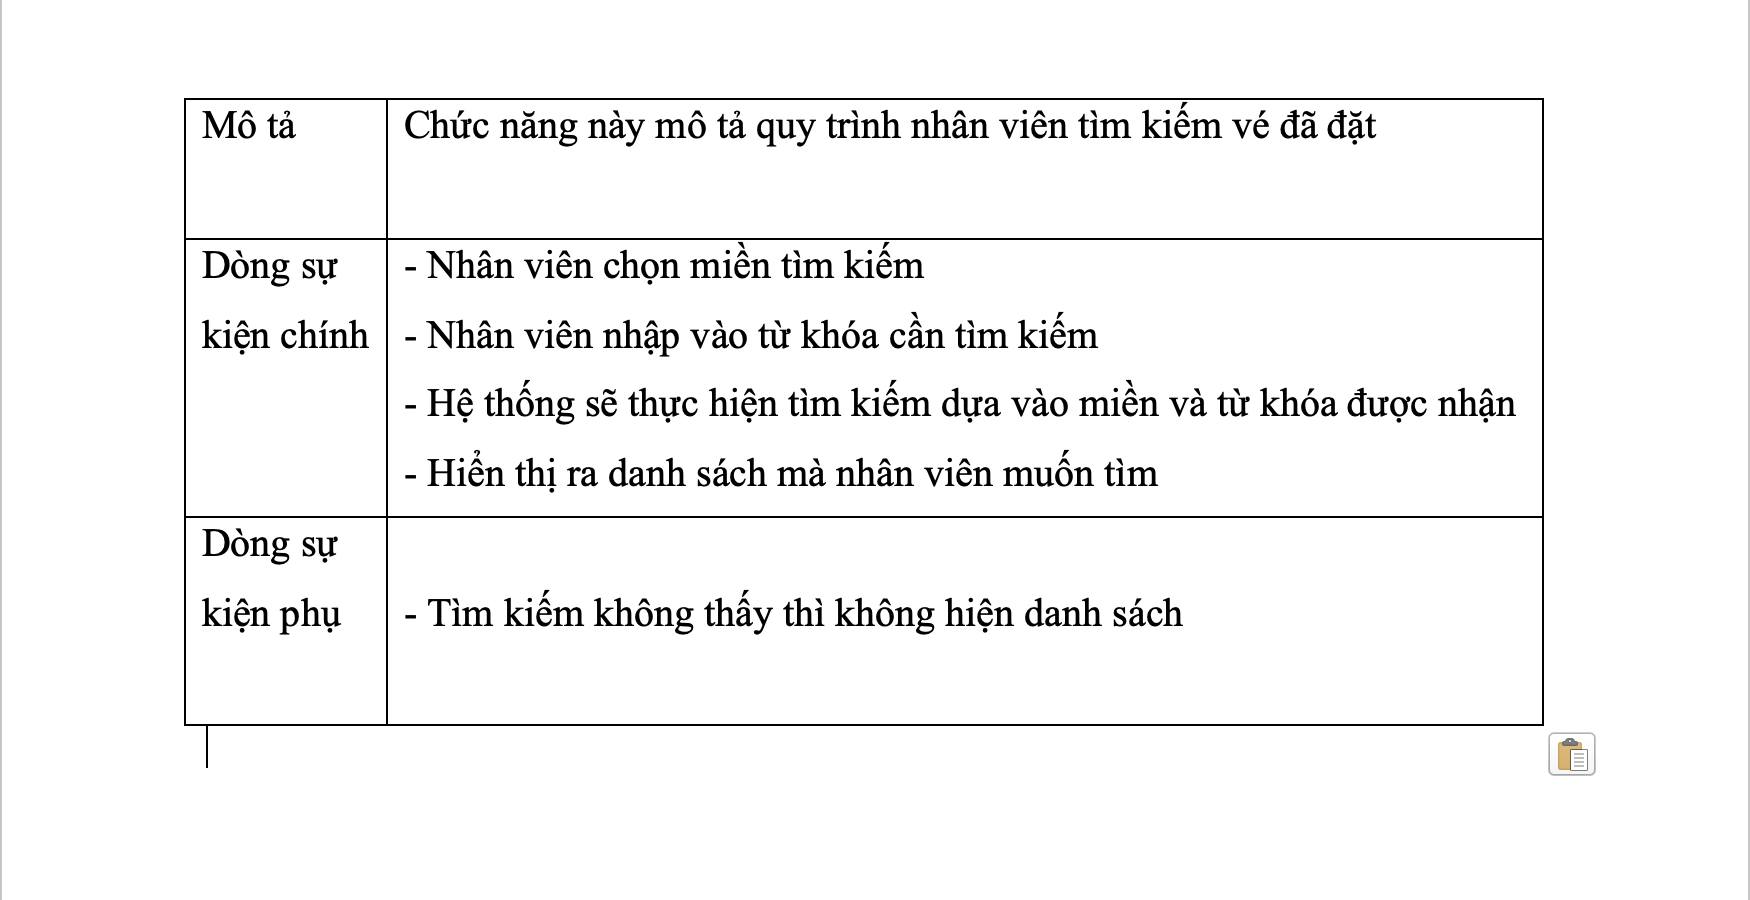 Mô tả
Chức năng này mô tả quy trình nhân viên tìm kiếm vé đã đặt
Dòng sự
kiện chính
- Nhân viên chọn miền tìm kiếm
- Nhân viên nhập vào từ khóa cần tìm kiếm
- Hệ thống sẽ thực hiện tìm kiếm dựa vào miền và từ khóa được nhận
- Hiển thị ra danh sách mà nhân viên muốn tìm
Dòng sự
kiện phụ
- Tìm kiếm không thấy thì không hiện danh sách